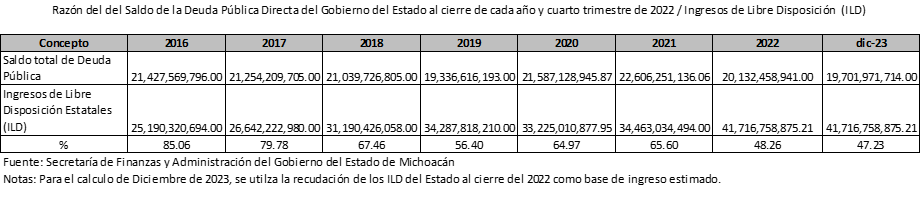 Razón del del Saldo de la Deuda Pública Directa del Gobierno del Estado al cierre de cada año y cuarto trimestre de 2022 / Ingresos de Libre Disposición (ILD)
Concepto 2016 2017 2018 2019 2020 2021 2022 dic-23
Saldo total de Deuda
Pública 21,427,569,796.00 21,254,209,705.00 21,039,726,805.00 19,336,616,193.00 21,587,128,945.87 22,606,251,136.06 20,132,458,941.00 19,701,971,714.00
Ingresos de Libre
Disposición Estatales
(ILD) 25,190,320,694.00 26,642,222,980.00 31,190,426,058.00 34,287,818,210.00 33,225,010,877.95 34,463,034,494.00 41,716,758,875.21 41,716,758,875.21
% 85.06 79.78 67.46 56.40 64.97 65.60 48.26 47.23
Fuente: Secretaría de Finanzas y Administración del Gobierno del Estado de Michoacán
Notas: Para el calculo de Diciembre de 2023, se utilza la recudación de los ILD del Estado al cierre del 2022 como base de ingreso estimado.